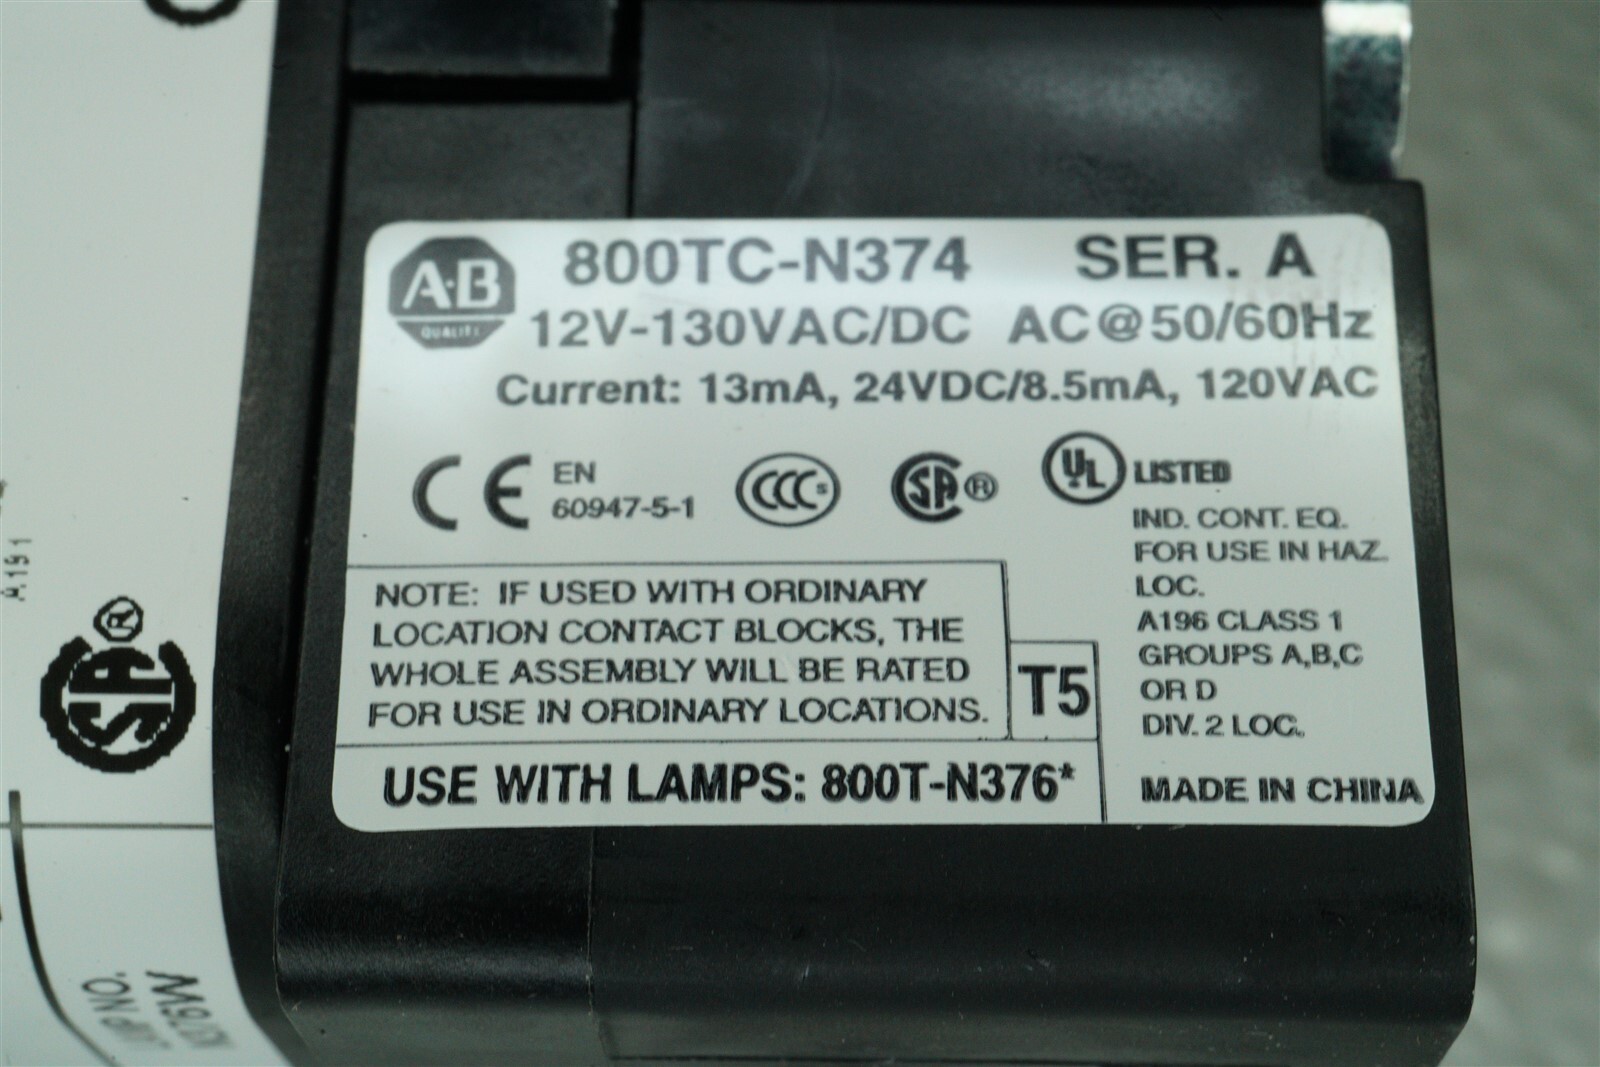 A·B
QUALITY
800TC-N374 SER. A
12V-130VAC/DC AC@50/60Hz
Current: 13mA, 24VDC/8.5mA, 120VAC
CE EN
60947-5-1
CCC S
SA ®
UL LISTED
IND. CONT. EQ.
FOR USE IN HAZ.
LOC.
A196 CLASS 1
GROUPS A,B,C
OR D
DIV. 2 LOC.
MADE IN CHINA
NOTE: IF USED WITH ORDINARY
LOCATION CONTACT BLOCKS, THE
WHOLE ASSEMBLY WILL BE RATED
FOR USE IN ORDINARY LOCATIONS.
T5
USE WITH LAMPS: 800T-N376*
A191
SA ®